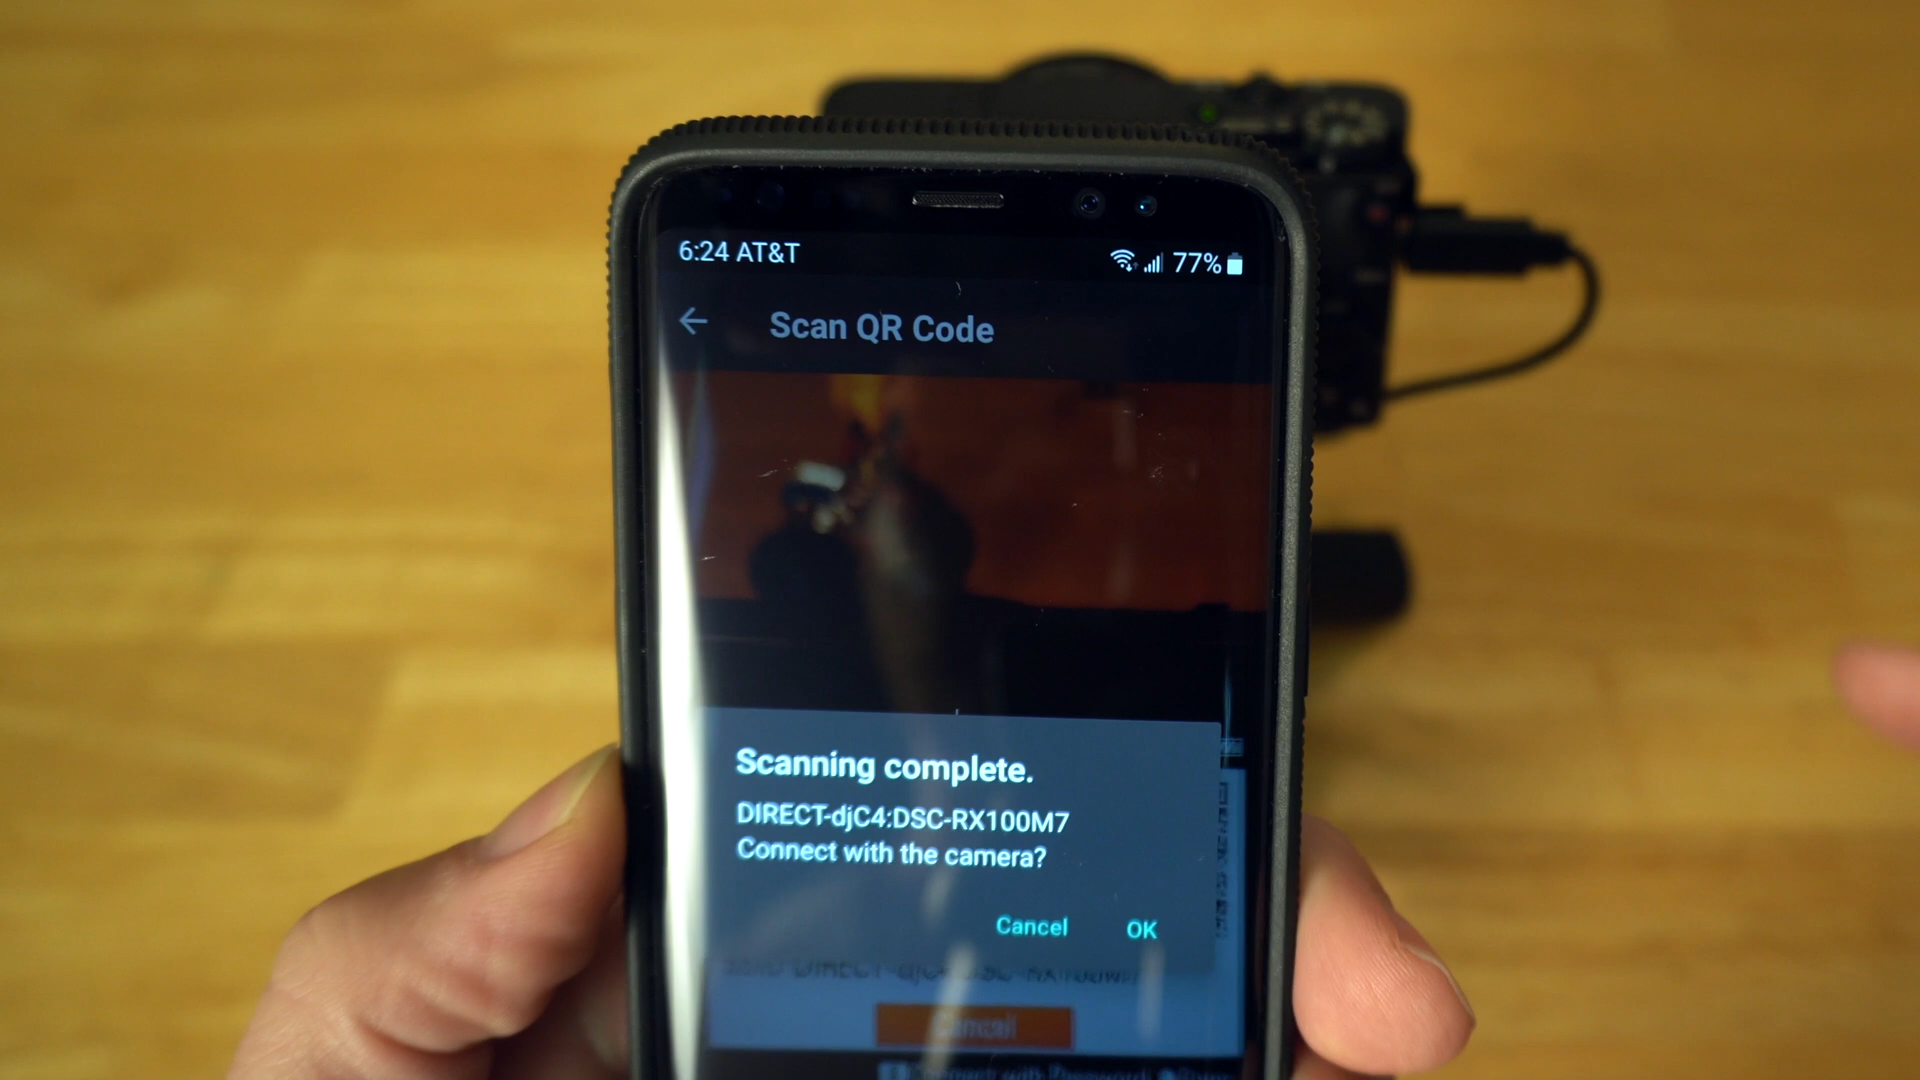 6:24 AT&T
77%
Scan QR Code
Scanning complete.
DIRECT-djC4:DSC-RX100M7
Connect with the camera?
Cancel
OK
Cancel